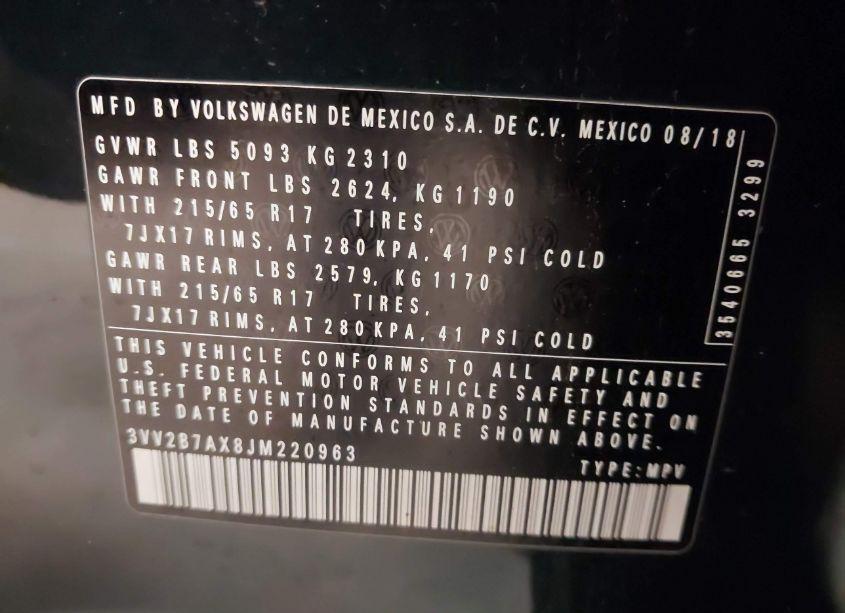 MFD BY VOLKSWAGEN DE MEXICO S.A. DE C.V. MEXICO 08/18
GVWR LBS 5093 KG 2310
GAWR FRONT LBS 2624, KG 1190
WITH 215/65 R17 TIRES,
7JX17 RIMS, AT 280 KPA, 41 PSI COLD
GAWR REAR LBS 2579, KG 1170
WITH 215/65 R17 TIRES,
7JX17 RIMS, AT 280 KPA, 41 PSI COLD
3540665 3299
THIS VEHICLE CONFORMS TO ALL APPLICABLE
U.S. FEDERAL MOTOR VEHICLE SAFETY AND
THEFT PREVENTION STANDARDS IN EFFECT ON
THE DATE OF MANUFACTURE SHOWN ABOVE.
3VV2B7AX8JM220963
TYPE: MPV